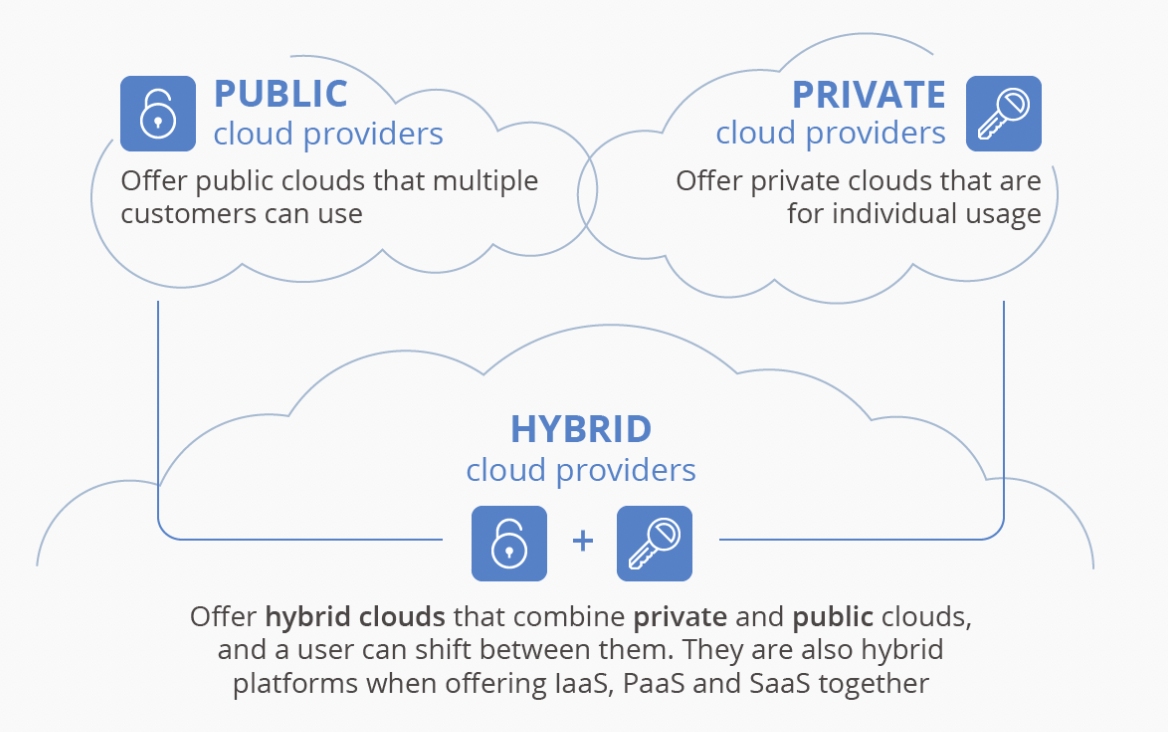 PUBLIC
cloud providers
Offer public clouds that multiple
customers can use
PRIVATE
cloud providers
Offer private clouds that are
for individual usage
HYBRID
cloud providers
+
Offer hybrid clouds that combine private and public clouds,
and a user can shift between them. They are also hybrid
platforms when offering IaaS, PaaS and SaaS together